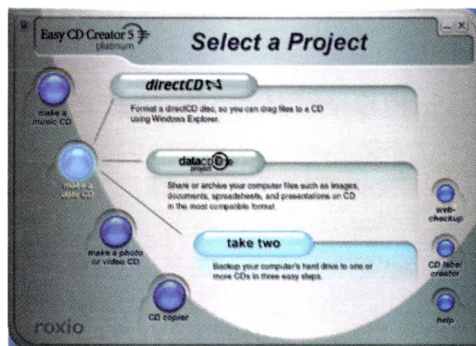 Easy CD Creator 5
platinum
Select a Project
directCD
Format a directCD disc, so you can drag files to a CD
using Windows Explorer.
make a
music CD
datacD
project
Share or archive your computer files such as images,
documents, spreadsheets, and presentations on CD
in the most compatible format.
make a
data CD
take two
Backup your computer's hard drive to one or
more CDs in three easy steps.
make a photo
or video CD
CD copier
web-
checkup
CD label
creator
help
roxio